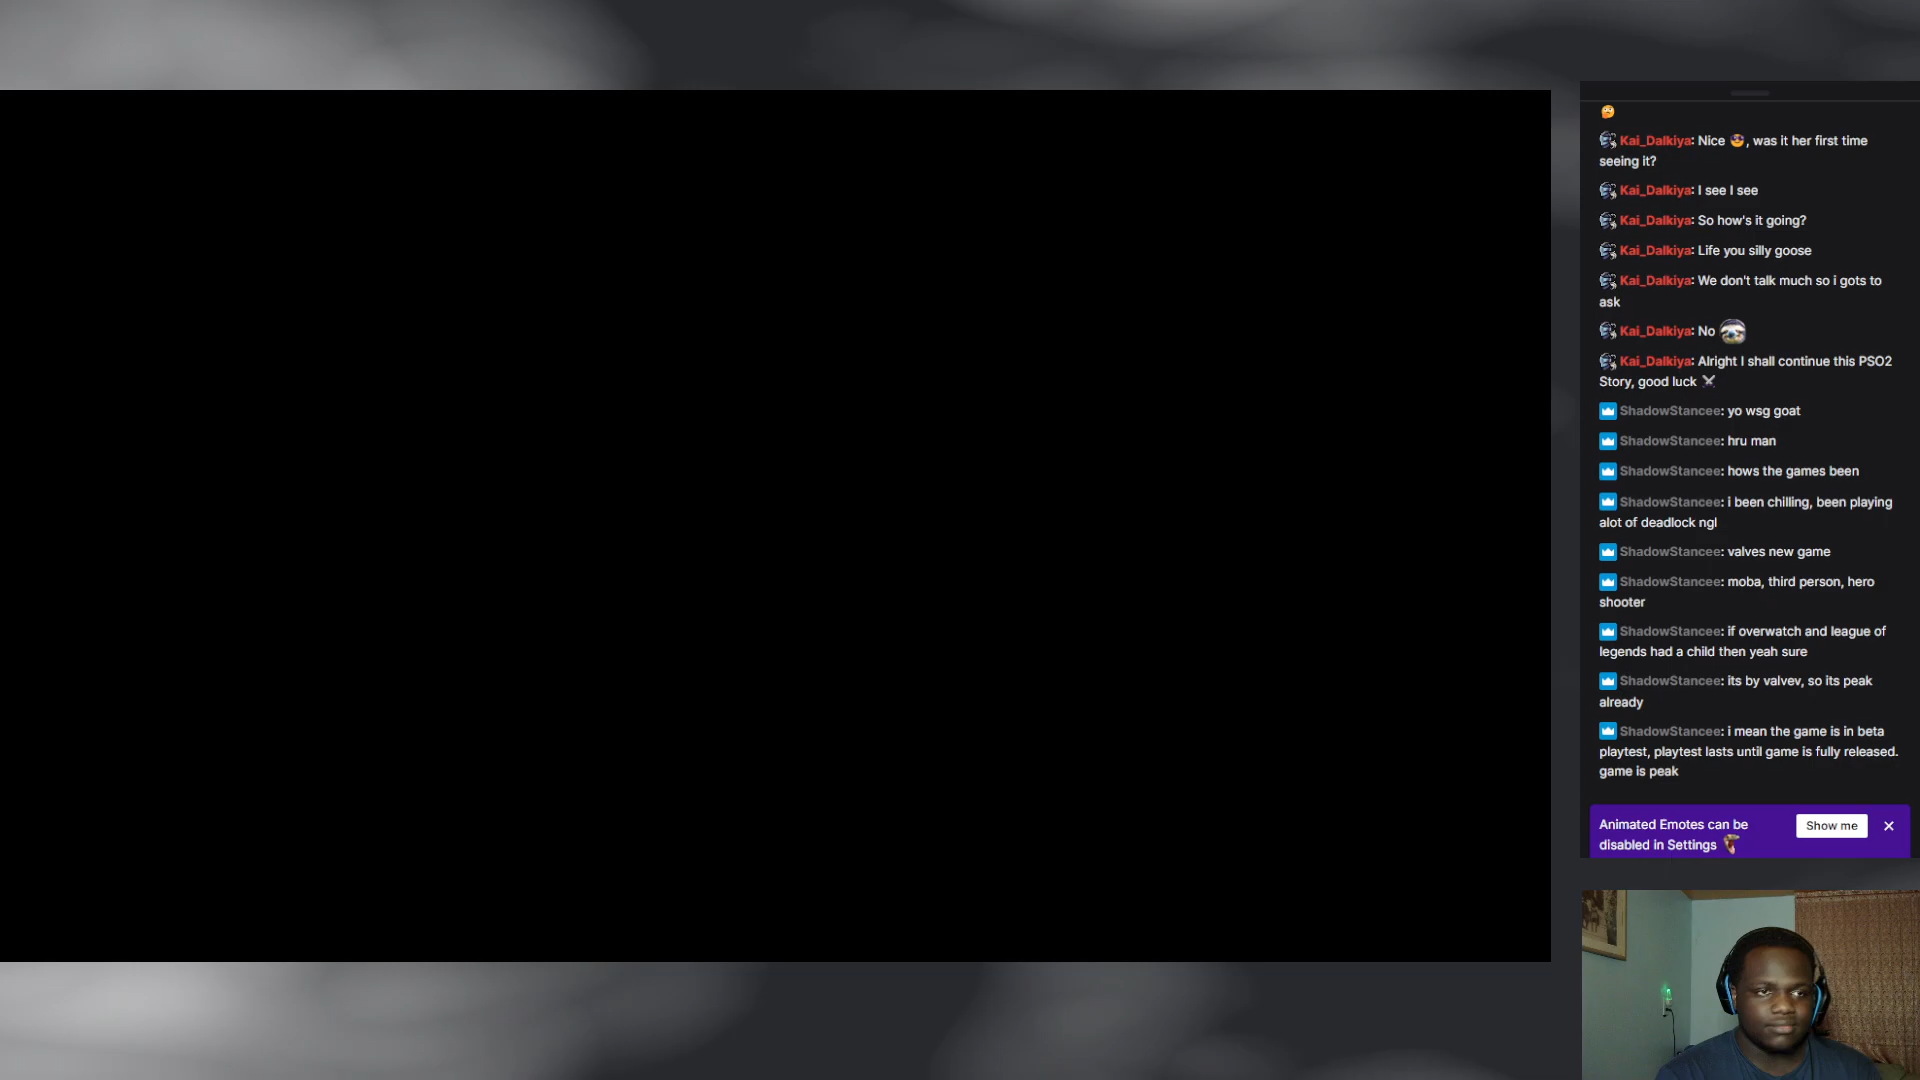 Kai_Dalkiya: Nice , was it her first time
seeing it?
Kai_Dalkiya: I see I see
Kai_Dalkiya: So how's it going?
Kai_Dalkiya: Life you silly goose
Kai_Dalkiya: We don't talk much so i gots to
ask
Kai_Dalkiya: No
Kai_Dalkiya: Alright I shall continue this PSO2
Story, good luck
ShadowStancee: yo wsg goat
ShadowStancee: hru man
ShadowStancee: hows the games been
ShadowStancee: i been chilling, been playing
alot of deadlock ngl
ShadowStancee: valves new game
ShadowStancee: moba, third person, hero
shooter
ShadowStancee: if overwatch and league of
legends had a child then yeah sure
ShadowStancee: its by valvev, so its peak
already
ShadowStancee: i mean the game is in beta
playtest, playtest lasts until game is fully released.
game is peak
Animated Emotes can be
disabled in Settings
Show me